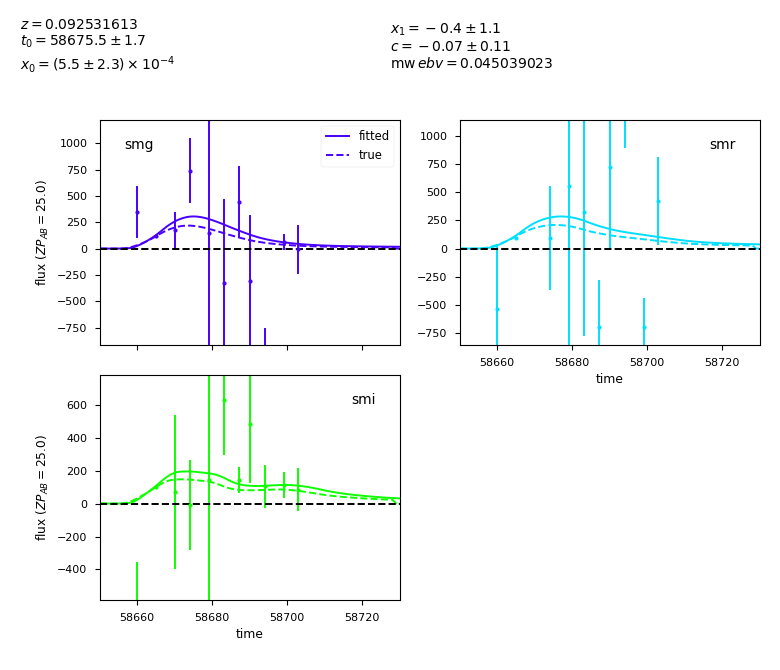 z = 0.092531613
t₀ = 58675.5 ± 1.7
x₀ = (5.5 ± 2.3) × 10⁻⁴
x₁ = −0.4 ± 1.1
c = −0.07 ± 0.11
mw ebv = 0.045039023
smg
fitted
true
1000
750
500
250
0
−250
−500
−750
flux (ZP_AB = 25.0)
smr
1000
750
500
250
0
−250
−500
−750
58660 58680 58700 58720
time
smi
600
400
200
0
−200
−400
flux (ZP_AB = 25.0)
58660 58680 58700 58720
time